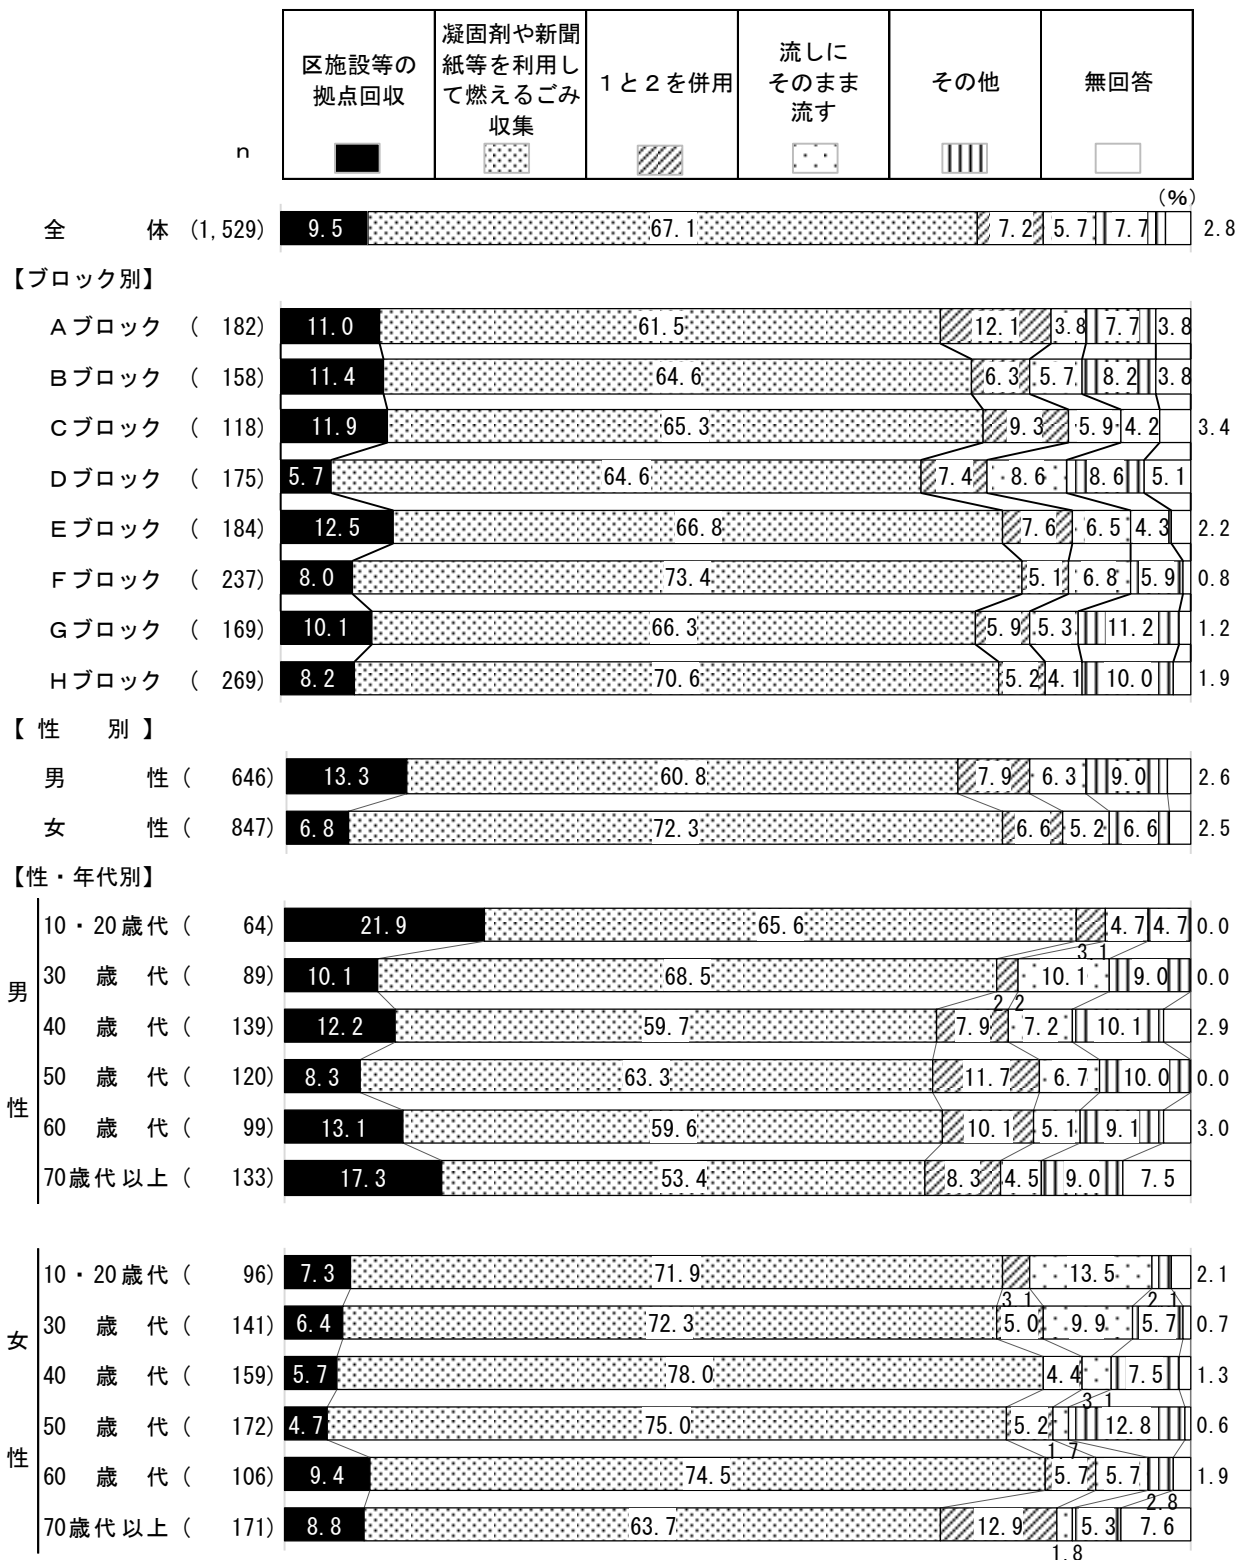 区施設等の
拠点回収
凝固剤や新聞
紙等を利用し
て燃えるごみ
収集
１と２を併用
流しに
そのまま
流す
その他
無回答
ｎ
(％)
全 体 (1,529) 9.5 67.1 7.2 5.7 7.7 2.8
【ブロック別】
Ａブロック ( 182) 11.0 61.5 12.1 3.8 7.7 3.8
Ｂブロック ( 158) 11.4 64.6 6.3 5.7 8.2 3.8
Ｃブロック ( 118) 11.9 65.3 9.3 5.9 4.2 3.4
Ｄブロック ( 175) 5.7 64.6 7.4 8.6 8.6 5.1
Ｅブロック ( 184) 12.5 66.8 7.6 6.5 4.3 2.2
Ｆブロック ( 237) 8.0 73.4 5.1 6.8 5.9 0.8
Ｇブロック ( 169) 10.1 66.3 5.9 5.3 11.2 1.2
Ｈブロック ( 269) 8.2 70.6 5.2 4.1 10.0 1.9
【 性 別 】
男 性 ( 646) 13.3 60.8 7.9 6.3 9.0 2.6
女 性 ( 847) 6.8 72.3 6.6 5.2 6.6 2.5
【性・年代別】
男性
10・20歳代 ( 64) 21.9 65.6 3.1 4.7 4.7 0.0
30 歳 代 ( 89) 10.1 68.5 2.2 10.1 9.0 0.0
40 歳 代 ( 139) 12.2 59.7 7.9 7.2 10.1 2.9
50 歳 代 ( 120) 8.3 63.3 11.7 6.7 10.0 0.0
60 歳 代 ( 99) 13.1 59.6 10.1 5.1 9.1 3.0
70歳代以上 ( 133) 17.3 53.4 8.3 4.5 9.0 7.5
女性
10・20歳代 ( 96) 7.3 71.9 3.1 13.5 2.1 2.1
30 歳 代 ( 141) 6.4 72.3 5.0 9.9 5.7 0.7
40 歳 代 ( 159) 5.7 78.0 4.4 3.1 7.5 1.3
50 歳 代 ( 172) 4.7 75.0 5.2 1.7 12.8 0.6
60 歳 代 ( 106) 9.4 74.5 5.7 5.7 2.8 1.9
70歳代以上 ( 171) 8.8 63.7 12.9 1.8 5.3 7.6